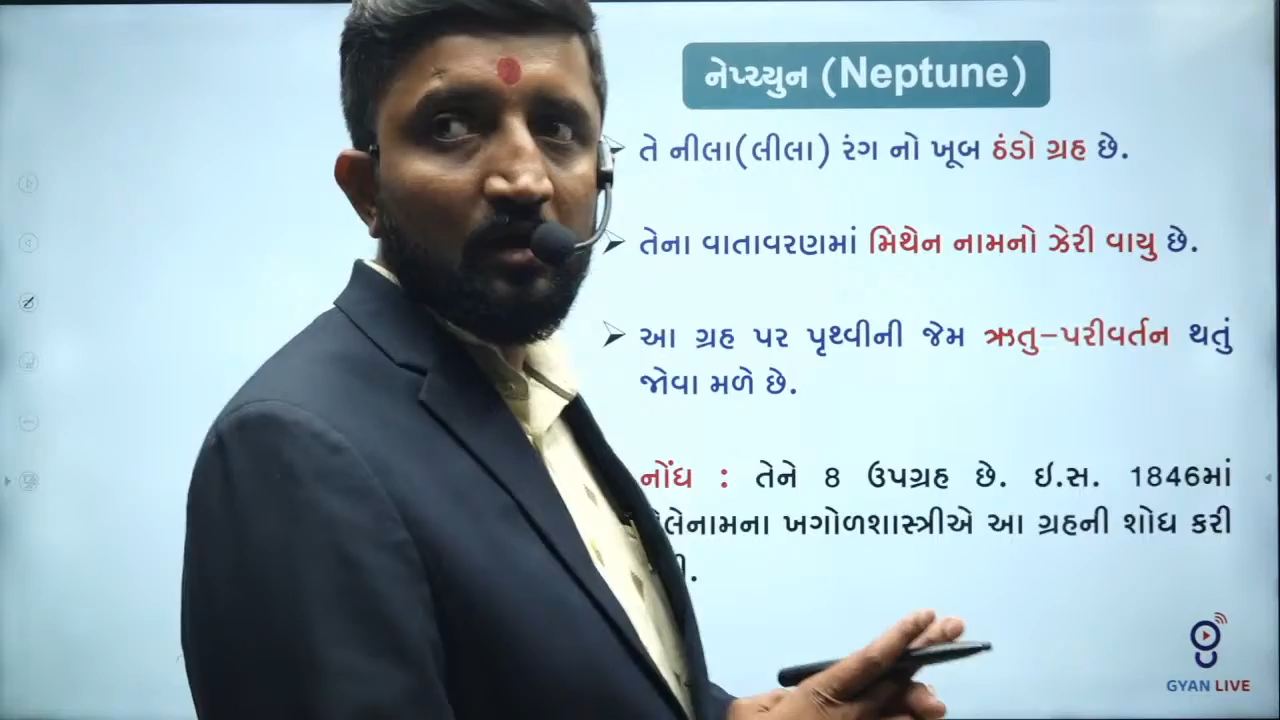 નેપ્ચ્યુન (Neptune)
તે નીલા(લીલા) રંગ નો ખૂબ ઠંડો ગ્રહ છે.
તેના વાતાવરણમાં મિથેન નામનો ઝેરી વાયુ છે.
આ ગ્રહ પર પૃથ્વીની જેમ ઋતુ-પરીવર્તન થતું
જોવા મળે છે.
નોંધ : તેને 8 ઉપગ્રહ છે. ઇ.સ. 1846માં
ખગોળશાસ્ત્રીએ આ ગ્રહની શોધ કરી
GYAN LIVE